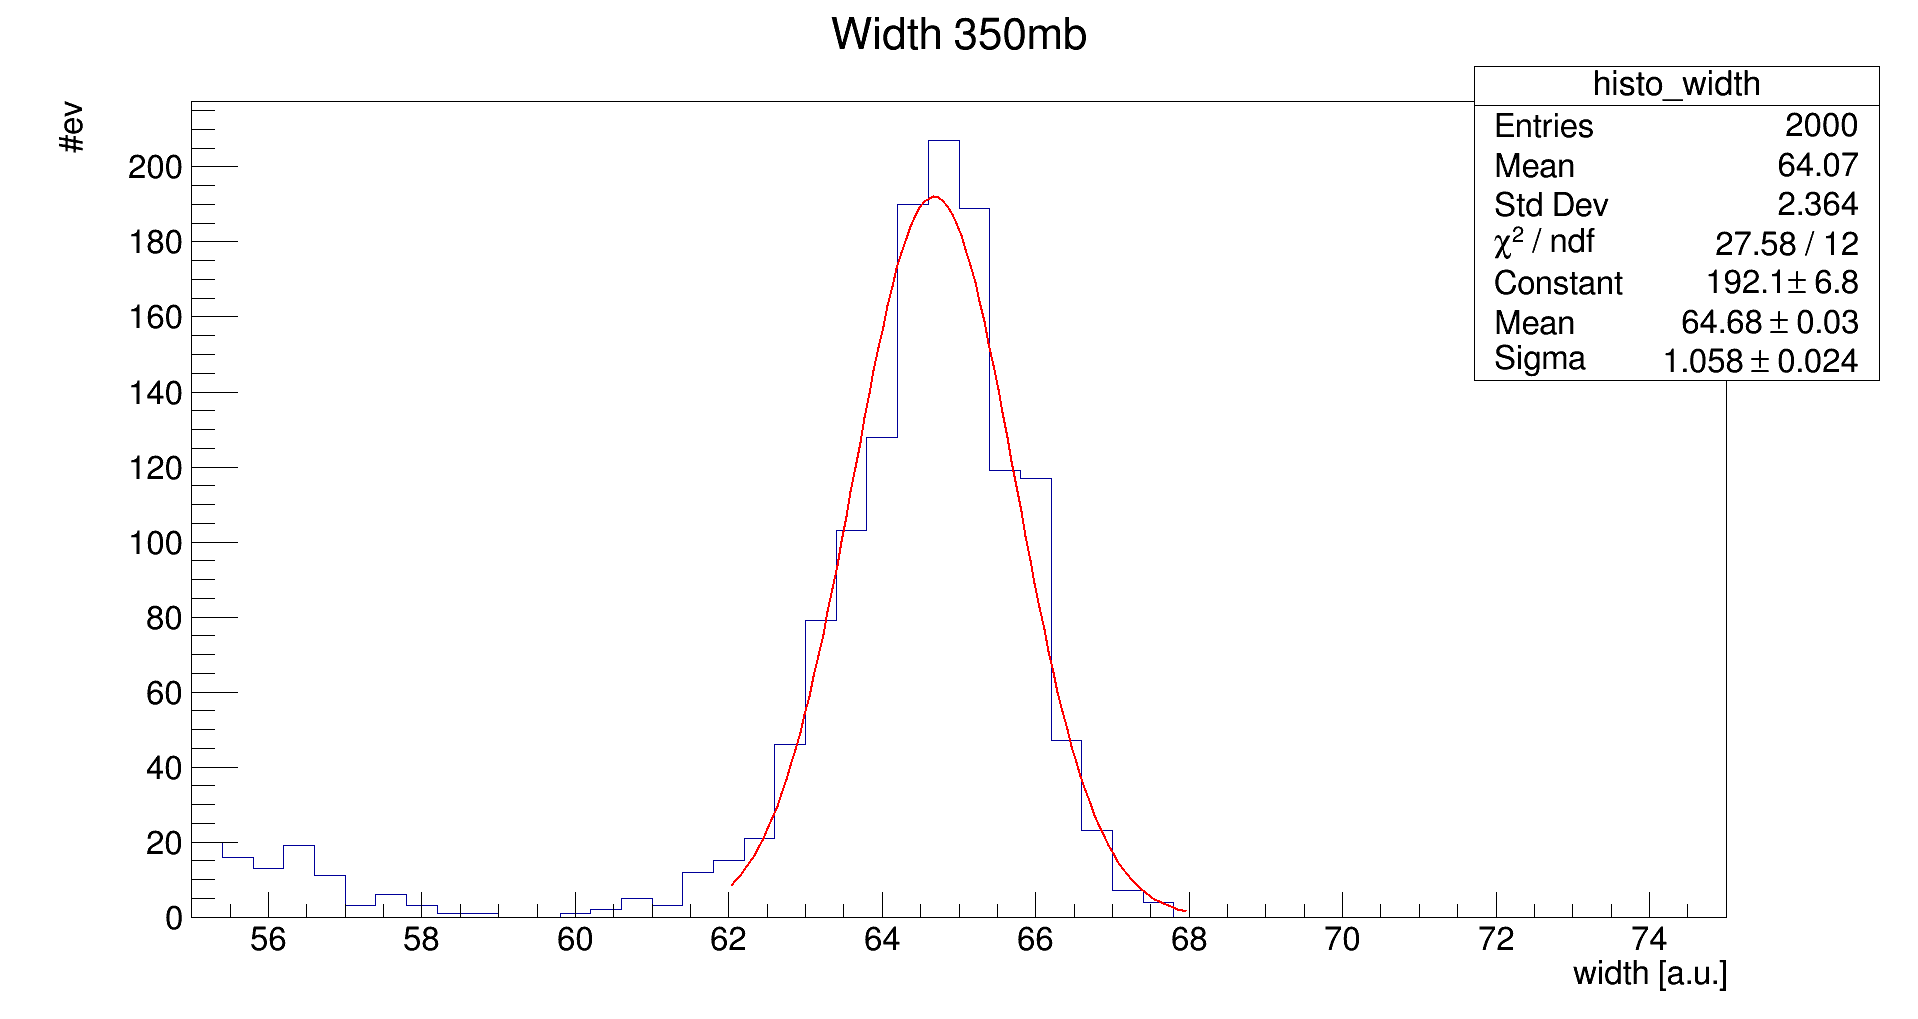 Width 350mb
histo_width
Entries 2000
Mean 64.07
Std Dev 2.364
χ² / ndf 27.58 / 12
Constant 192.1± 6.8
Mean 64.68 ± 0.03
Sigma 1.058 ± 0.024
#ev
200
180
160
140
120
100
80
60
40
20
0
56 58 60 62 64 66 68 70 72 74
width [a.u.]